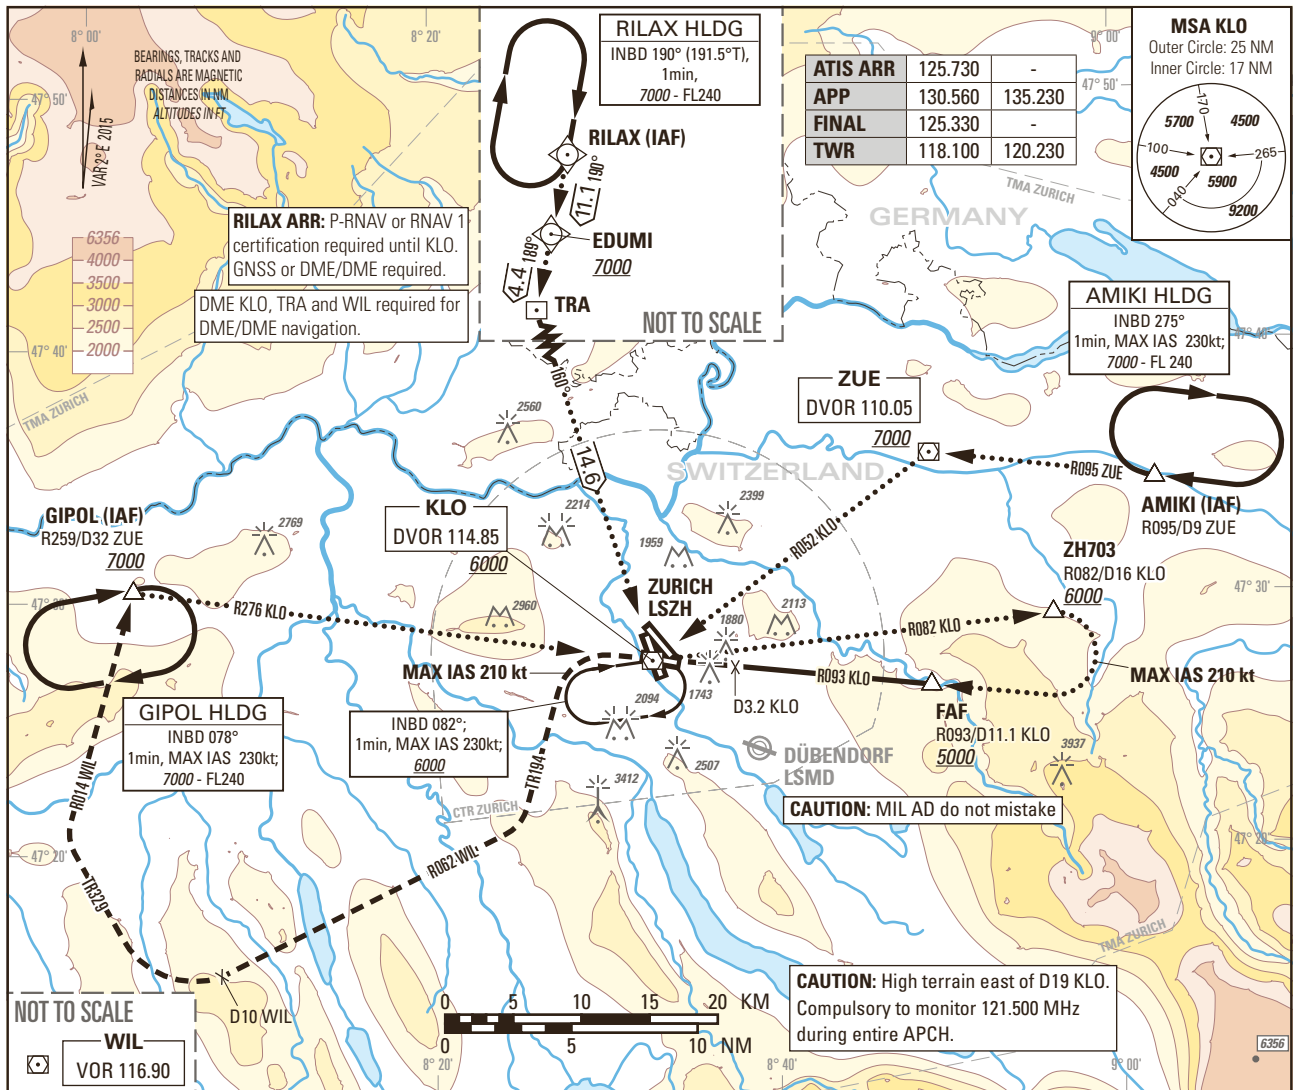 8° 00'
8° 20'
9° 00'
47° 50'
BEARINGS, TRACKS AND
RADIALS ARE MAGNETIC
DISTANCES IN NM
ALTITUDES IN FT
VAR 2° E 2015
RILAX HLDG
INBD 190° (191.5°T),
1min,
7000 - FL240
RILAX (IAF)
11.1
190°
EDUMI
7000
4.4
189°
TRA
NOT TO SCALE
160°
14.6
ATIS ARR 125.730 -
APP 130.560 135.230
FINAL 125.330 -
TWR 118.100 120.230
47° 50'
MSA KLO
Outer Circle: 25 NM
Inner Circle: 17 NM
170
5700 4500
100
265
4500
5900
040
9200
TMA ZURICH
GERMANY
RILAX ARR: P-RNAV or RNAV 1
certification required until KLO.
GNSS or DME/DME required.
DME KLO, TRA and WIL required for
DME/DME navigation.
6356
4000
3500
3000
2500
2000
47° 40'
TMA ZURICH
AMIKI HLDG
INBD 275°
1min, MAX IAS 230kt;
7000 - FL 240
47° 40'
ZUE
DVOR 110.05
7000
R095 ZUE
AMIKI (IAF)
R095/D9 ZUE
SWITZERLAND
2560
2399
2214
1959
2769
GIPOL (IAF)
R259/D32 ZUE
7000
KLO
DVOR 114.85
6000
R052 KLO
ZURICH
LSZH
ZH703
R082/D16 KLO
6000
47° 30'
47° 30'
R276 KLO
2960
2113
1880
R082 KLO
MAX IAS 210 kt
MAX IAS 210 kt
R093 KLO
1743
D3.2 KLO
2094
FAF
R093/D11.1 KLO
5000
3937
GIPOL HLDG
INBD 078°
1min, MAX IAS 230kt;
7000 - FL240
INBD 082°;
1min, MAX IAS 230kt;
6000
DÜBENDORF
LSMD
2507
3412
CAUTION: MIL AD do not mistake
R014 WIL
TR194
CTR ZURICH
47° 20'
47° 20'
TR329
R062 WIL
TMA ZURICH
D10 WIL
NOT TO SCALE
WIL
VOR 116.90
0 5 10 15 20 KM
0 5 10 NM
CAUTION: High terrain east of D19 KLO.
Compulsory to monitor 121.500 MHz
during entire APCH.
6356
8° 20'
8° 40'
9° 00'